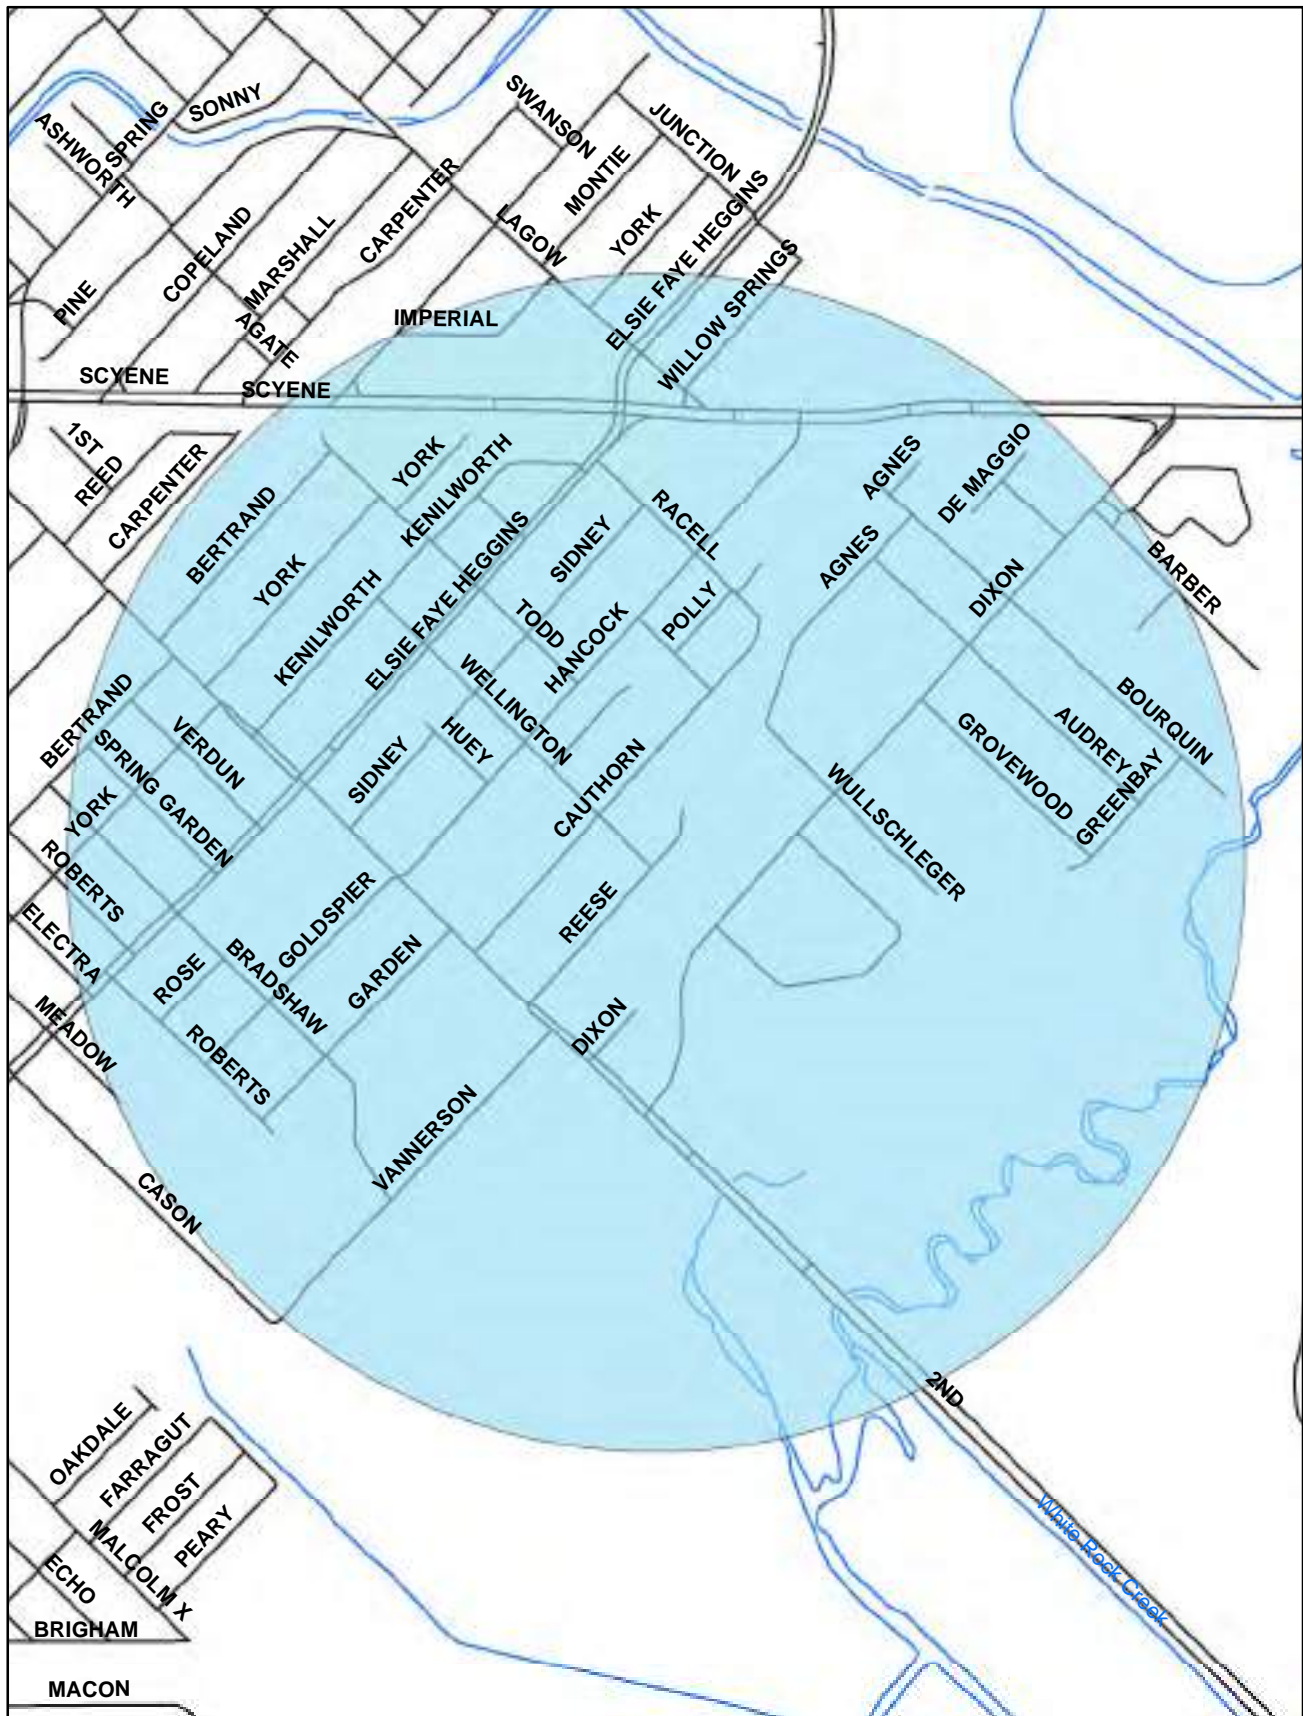 SONNY
SPRING
ASHWORTH
SWANSON
JUNCTION
MONTIE
CARPENTER
YORK
LAGOW
ELSIE FAYE HEGGINS
COPELAND
MARSHALL
PINE
IMPERIAL
AGATE
WILLOW SPRINGS
SCYENE
SCYENE
1ST
REED
CARPENTER
BERTRAND
YORK
KENILWORTH
AGNES
DE MAGGIO
RACELL
SIDNEY
YORK
KENILWORTH
ELSIE FAYE HEGGINS
AGNES
BARBER
DIXON
POLLY
TODD
HANCOCK
WELLINGTON
BERTRAND
VERDUN
SPRING GARDEN
SIDNEY
HUEY
CAUTHORN
BOURQUIN
AUDREY
GROVEWOOD
GREENBAY
WULLSCHLEGER
YORK
ROBERTS
ELECTRA
GOLDSPIER
REESE
BRADSHAW
ROSE
GARDEN
MEADOW
ROBERTS
DIXON
VANNERSON
CASON
2ND
OAKDALE
FARRAGUT
FROST
PEARY
MALCOLM X
ECHO
White Rock Creek
BRIGHAM
MACON